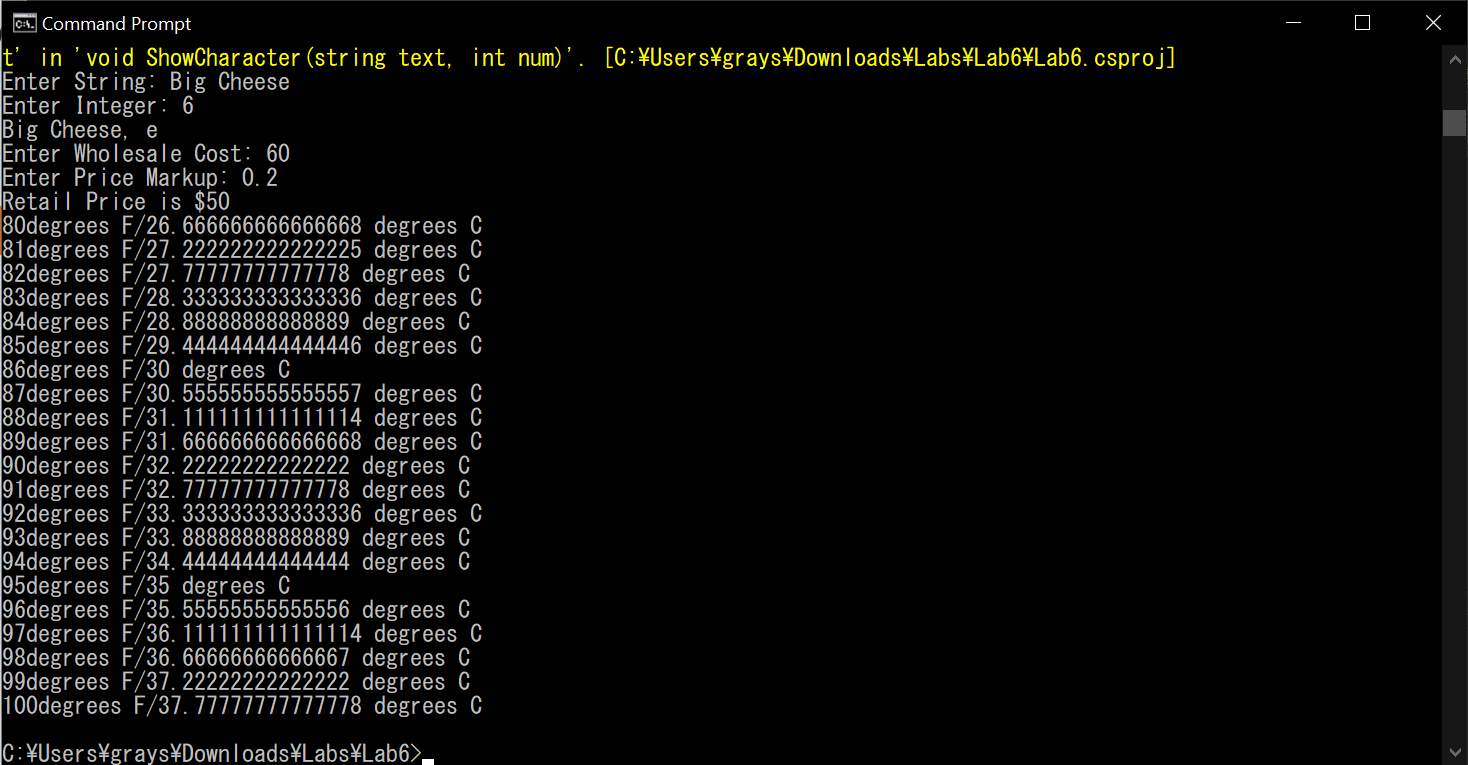 Command Prompt
t' in 'void ShowCharacter(string text, int num)'. [C:¥Users¥grays¥Downloads¥Labs¥Lab6¥Lab6.csproj]
Enter String: Big Cheese
Enter Integer: 6
Big Cheese, e
Enter Wholesale Cost: 60
Enter Price Markup: 0.2
Retail Price is $50
80degrees F/26.666666666666668 degrees C
81degrees F/27.222222222222225 degrees C
82degrees F/27.77777777777778 degrees C
83degrees F/28.333333333333336 degrees C
84degrees F/28.88888888888889 degrees C
85degrees F/29.444444444444446 degrees C
86degrees F/30 degrees C
87degrees F/30.555555555555557 degrees C
88degrees F/31.111111111111114 degrees C
89degrees F/31.666666666666668 degrees C
90degrees F/32.22222222222222 degrees C
91degrees F/32.77777777777778 degrees C
92degrees F/33.333333333333336 degrees C
93degrees F/33.88888888888889 degrees C
94degrees F/34.44444444444444 degrees C
95degrees F/35 degrees C
96degrees F/35.55555555555556 degrees C
97degrees F/36.111111111111114 degrees C
98degrees F/36.66666666666667 degrees C
99degrees F/37.22222222222222 degrees C
100degrees F/37.77777777777778 degrees C
C:¥Users¥grays¥Downloads¥Labs¥Lab6>